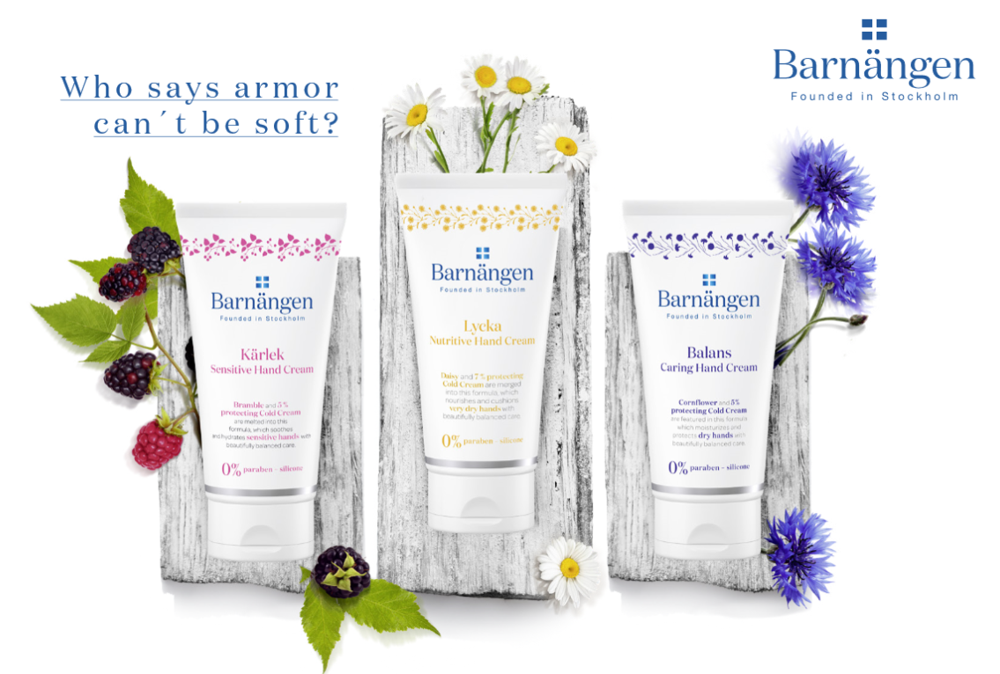 Who says armor
can´t be soft?
Barnängen
Founded in Stockholm
Barnängen
Founded in Stockholm
Kärlek
Sensitive Hand Cream
Bramble and 5%
protecting Cold Cream
are melted into this
formula, which soothes
and hydrates sensitive hands with
beautifully balanced care.
0% paraben – silicone
Barnängen
Founded in Stockholm
Lycka
Nutritive Hand Cream
Daisy and 7% protecting
Cold Cream are merged
into this formula, which
nourishes and cushions
very dry hands with
beautifully balanced care.
0% paraben – silicone
Barnängen
Founded in Stockholm
Balans
Caring Hand Cream
Cornflower and 5%
protecting Cold Cream
are featured in this formula
which moisturizes and
protects dry hands with
beautifully balanced care.
0% paraben – silicone